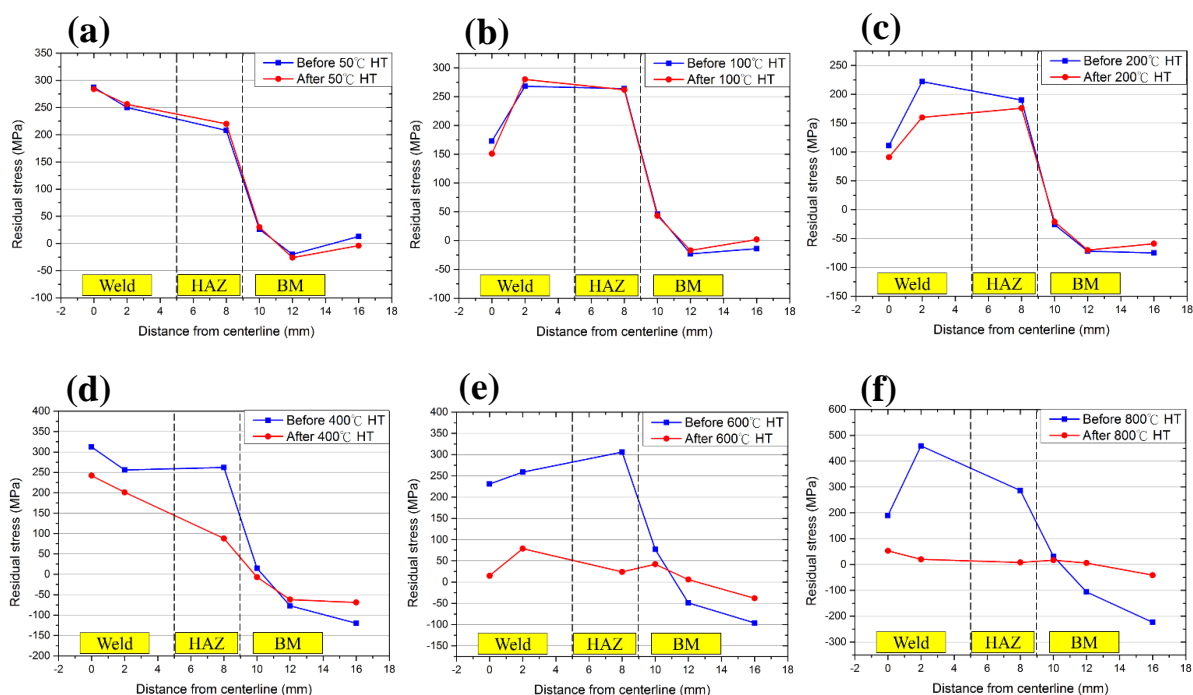 (a)
Before 50℃ HT
After 50℃ HT
Residual stress (MPa)
350
300
250
200
150
100
50
0
-50
-100
Weld
HAZ
BM
-2 0 2 4 6 8 10 12 14 16 18
Distance from centerline (mm)
(b)
Before 100℃ HT
After 100℃ HT
Residual stress (MPa)
350
300
250
200
150
100
50
0
-50
-100
Weld
HAZ
BM
-2 0 2 4 6 8 10 12 14 16 18
Distance from centerline (mm)
(c)
Before 200℃ HT
After 200℃ HT
Residual stress (MPa)
250
200
150
100
50
0
-50
-100
-150
Weld
HAZ
BM
-2 0 2 4 6 8 10 12 14 16 18
Distance from centerline (mm)
(d)
Before 400℃ HT
After 400℃ HT
Residual stress (MPa)
400
350
300
250
200
150
100
50
0
-50
-100
-150
-200
Weld
HAZ
BM
-2 0 2 4 6 8 10 12 14 16 18
Distance from centerline (mm)
(e)
Before 600℃ HT
After 600℃ HT
Residual stress (MPa)
400
350
300
250
200
150
100
50
0
-50
-100
-150
Weld
HAZ
BM
-2 0 2 4 6 8 10 12 14 16 18
Distance from centerline (mm)
(f)
Before 800℃ HT
After 800℃ HT
Residual stress (MPa)
600
500
400
300
200
100
0
-100
-200
-300
Weld
HAZ
BM
-2 0 2 4 6 8 10 12 14 16 18
Distance from centerline (mm)